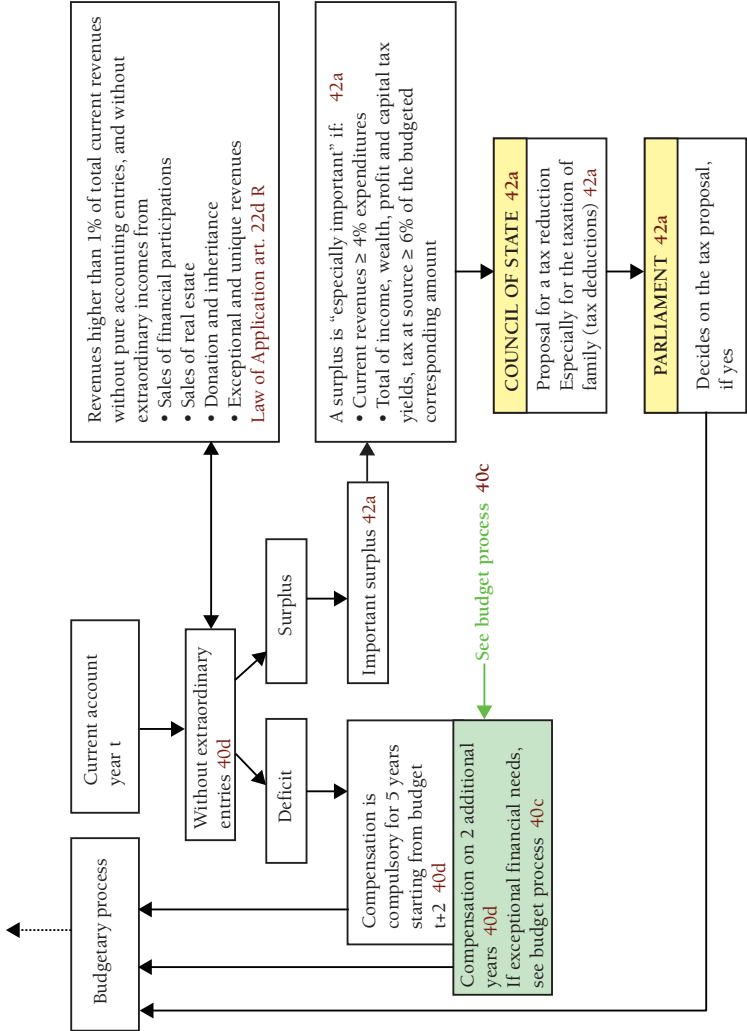 Budgetary process
Current account
year t
Without extraordinary
entries 40d
Revenues higher than 1% of total current revenues
without pure accounting entries, and without
extraordinary incomes from
• Sales of financial participations
• Sales of real estate
• Donation and inheritance
• Exceptional and unique revenues
Law of Application art. 22d R
Deficit
Surplus
Compensation is
compulsory for 5 years
starting from budget
t+2 40d
Important surplus 42a
A surplus is “especially important” if: 42a
• Current revenues ≥ 4% expenditures
• Total of income, wealth, profit and capital tax
yields, tax at source ≥ 6% of the budgeted
corresponding amount
Compensation on 2 additional
years 40d
If exceptional financial needs,
see budget process 40c
See budget process 40c
COUNCIL OF STATE 42a
Proposal for a tax reduction
Especially for the taxation of
family (tax deductions) 42a
PARLIAMENT 42a
Decides on the tax proposal,
if yes